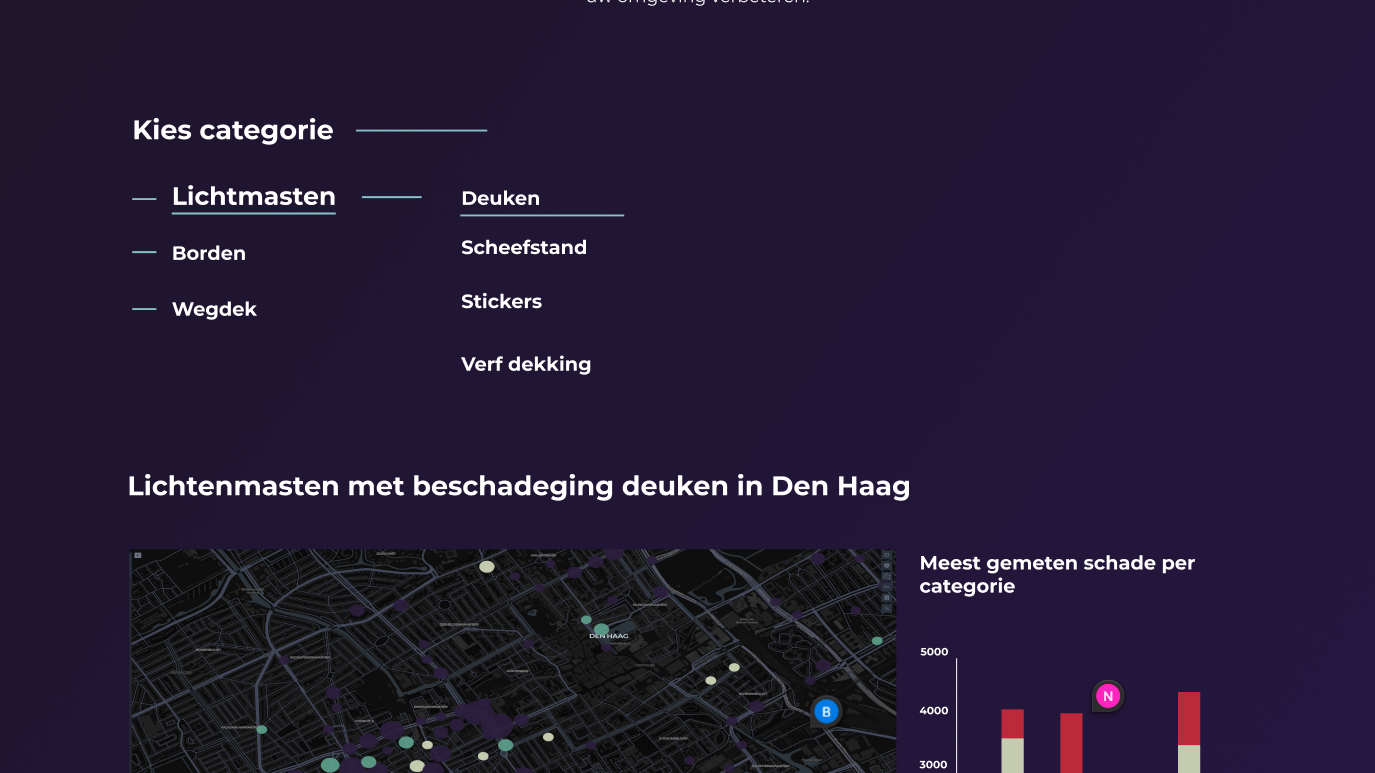 uw omgeving verbeteren!
Kies categorie
Lichtmasten
Borden
Wegdek
Deuken
Scheefstand
Stickers
Verf dekking
Lichtenmasten met beschadeging deuken in Den Haag
DEN HAAG
B
Meest gemeten schade per
categorie
5000
4000
3000
N